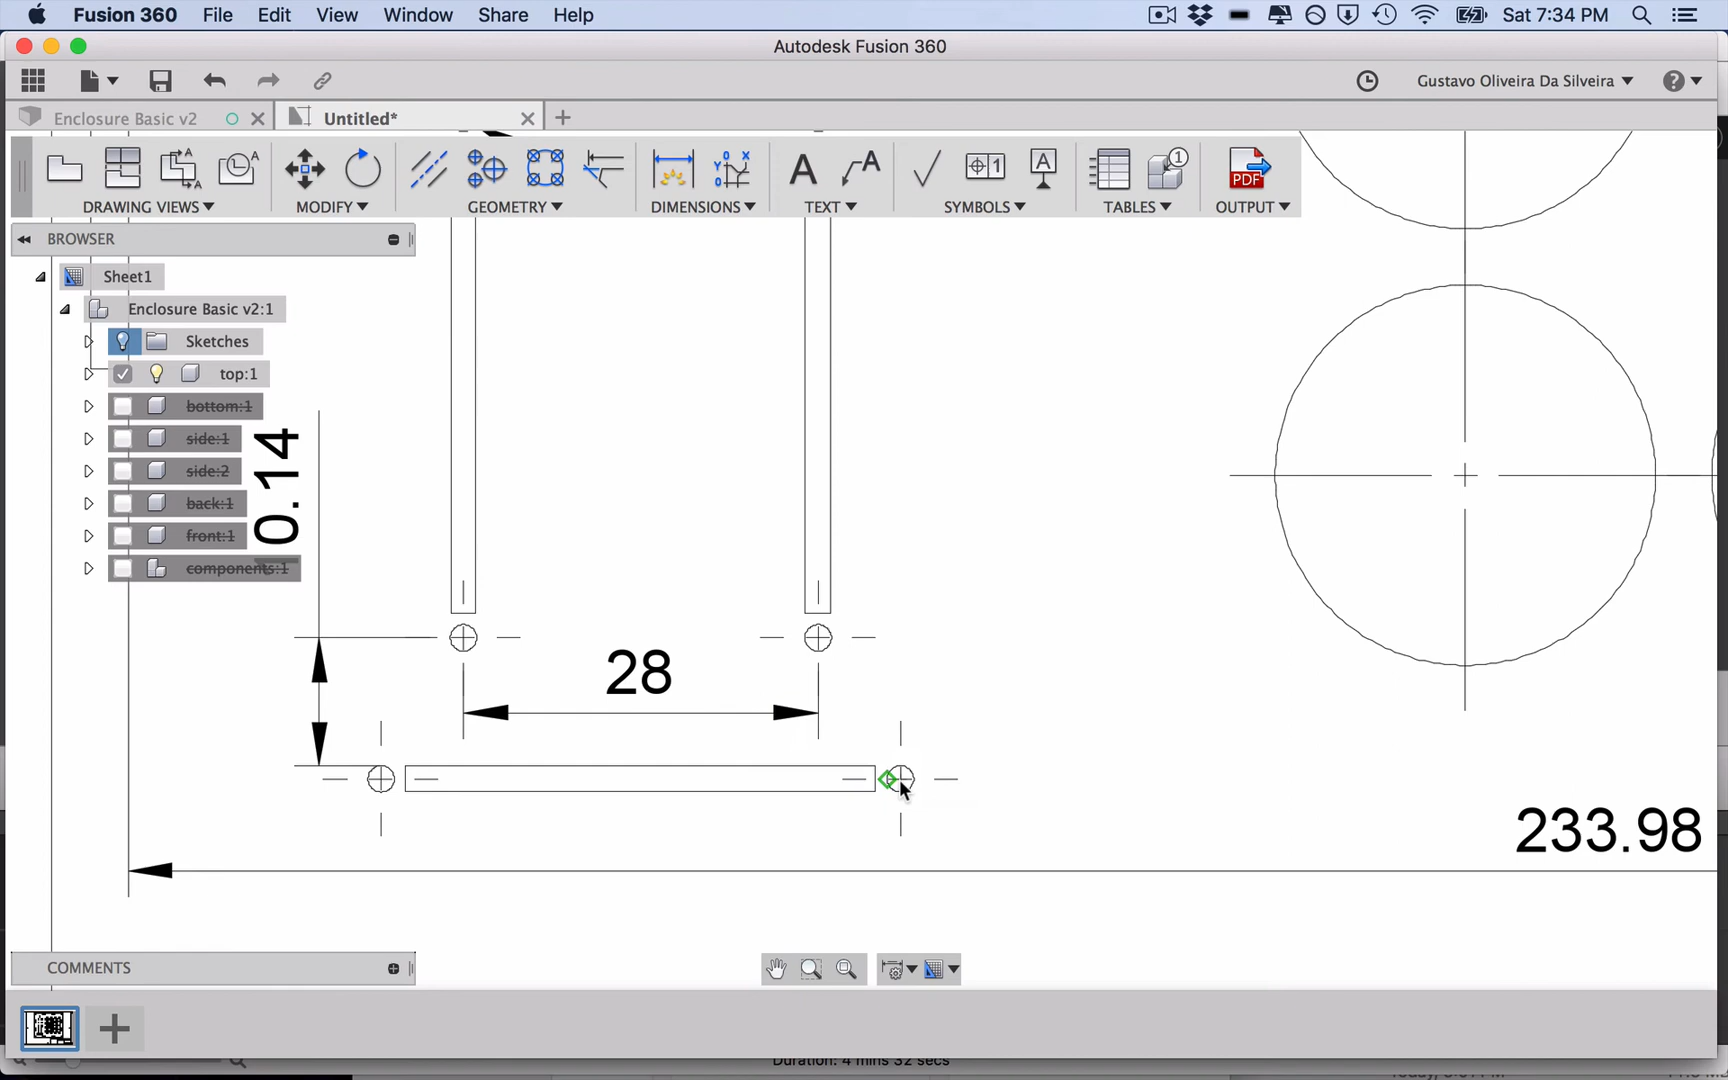 Fusion 360 File Edit View Window Share Help Sat 7:34 PM
Autodesk Fusion 360
Gustavo Oliveira Da Silveira
Enclosure Basic v2 Untitled*
DRAWING VIEWS MODIFY GEOMETRY DIMENSIONS TEXT SYMBOLS TABLES OUTPUT
PDF
BROWSER
Sheet1
Enclosure Basic v2:1
Sketches
top:1
bottom:1
side:1
side:2
back:1
front:1
components:1
0.14
28
233.98
COMMENTS
Duration: 4 mins 32 secs